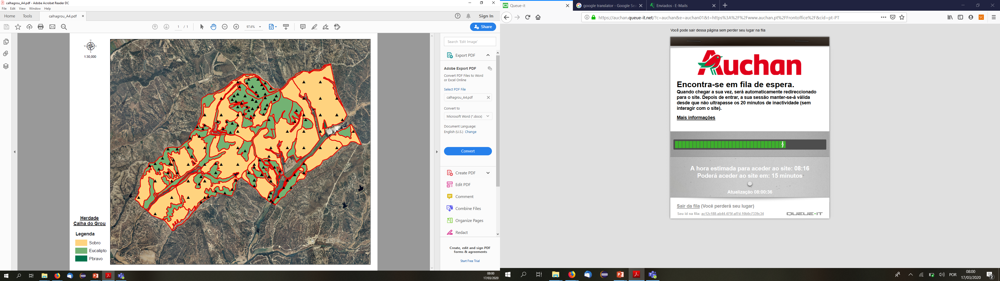 calhagrou_A4.pdf - Adobe Acrobat Reader DC
File Edit View Window Help
Home Tools calhagrou_A4.pdf × Sign In
1 / 1 97.6% Share
N
W E
S
1:30,000
Herdade
Calha do Grou
Legenda
Sobro
Eucalipto
Pbravo
Search 'Edit Image'
Export PDF
Adobe Export PDF
Convert PDF Files to Word
or Excel Online
Select PDF File
calhagrou_A4.pdf
Convert to
Microsoft Word (*.docx)
Document Language:
English (U.S.) Change
Convert
Create PDF
Edit PDF
Comment
Combine Files
Organize Pages
Redact
Create, edit and sign PDF
forms & agreements
Start Free Trial
08:00
17/03/2020
Queue-it
google translator - Google Sea
Enviados · E-Mails
https://auchan.queue-it.net/?c=auchan&e=auchan01&t=https%3A%2F%2Fwww.auchan.pt%2FFrontoffice%2F&cid=pt-PT
SC
Você pode sair dessa página sem perder seu lugar na fila
Auchan
Encontra-se em fila de espera.
Quando chegar a sua vez, será automaticamente redireccionado
para o site. Depois de entrar, a sua sessão manter-se-á válida
desde que não ultrapasse os 20 minutos de inactividade (sem
interagir com o site).
Mais informações
A hora estimada para aceder ao site: 08:16
Poderá aceder ao site em: 15 minutos
Atualização 08:00:36
Sair da fila (Você perderá seu lugar)
Seu id na fila: ac12c188-ab44-475f-af7d-10b0c7339c34
QUEUE-IT
POR
08:00
17/03/2020
2